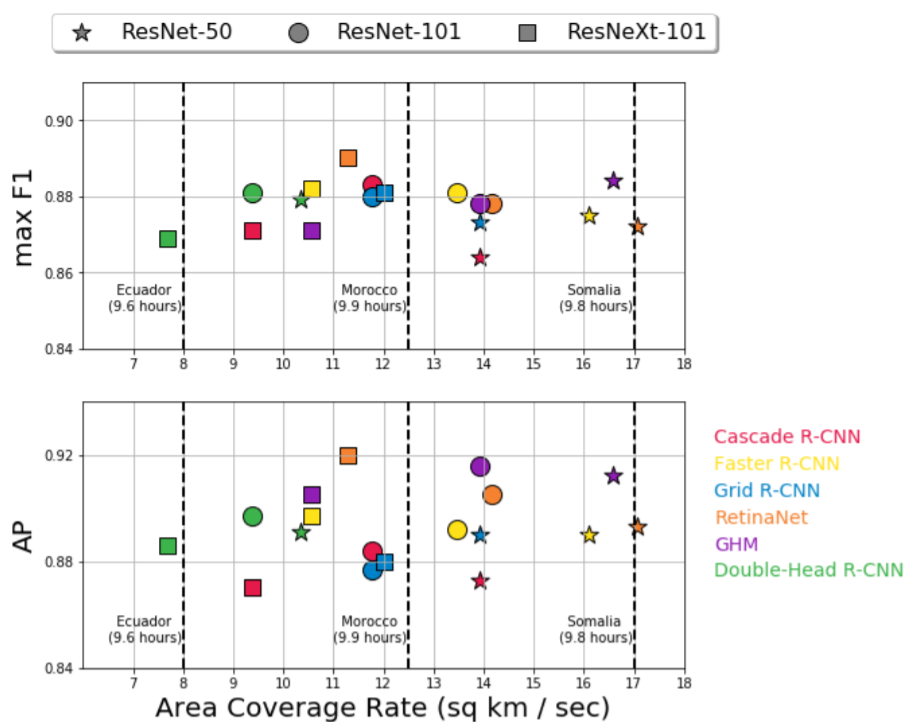 ResNet-50 ResNet-101 ResNeXt-101
max F1
0.90
0.88
0.86
0.84
Ecuador
(9.6 hours)
Morocco
(9.9 hours)
Somalia
(9.8 hours)
7 8 9 10 11 12 13 14 15 16 17 18
AP
0.92
0.88
0.84
Ecuador
(9.6 hours)
Morocco
(9.9 hours)
Somalia
(9.8 hours)
7 8 9 10 11 12 13 14 15 16 17 18
Area Coverage Rate (sq km / sec)
Cascade R-CNN
Faster R-CNN
Grid R-CNN
RetinaNet
GHM
Double-Head R-CNN